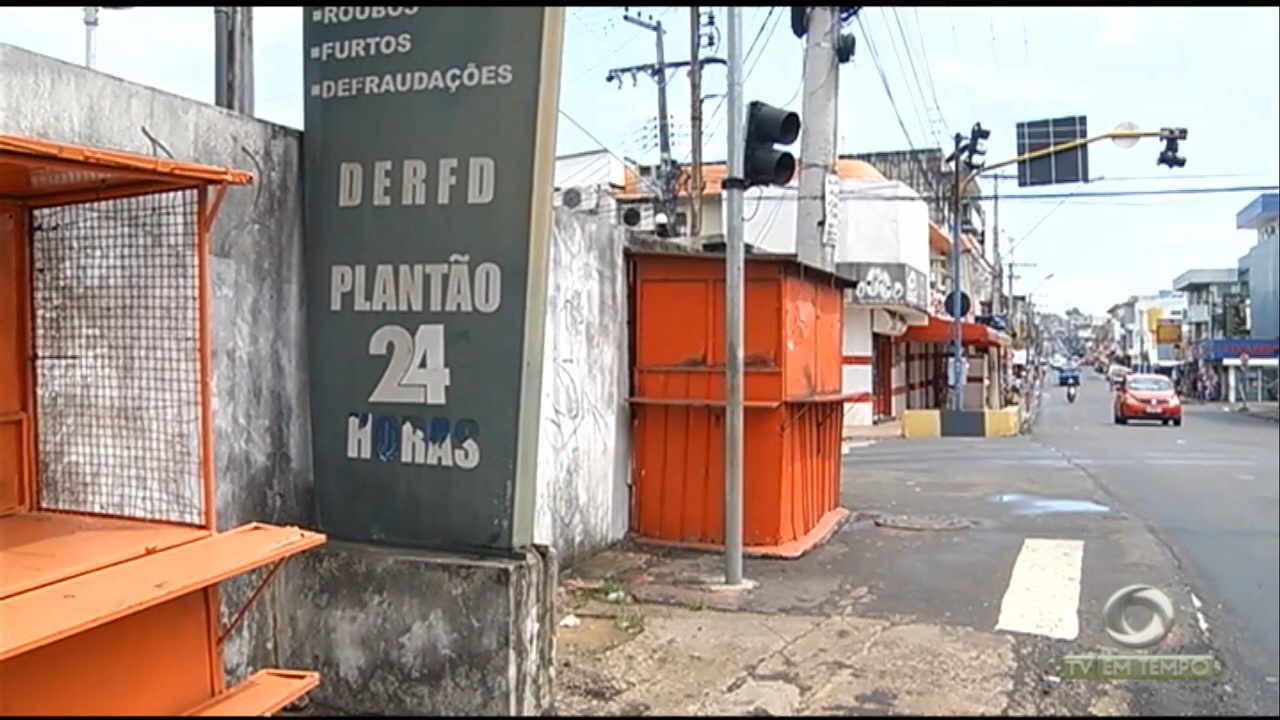 ▪ROUBOS
▪FURTOS
▪DEFRAUDAÇÕES
DERFD
PLANTÃO
24
HORAS
TV EM TEMPO